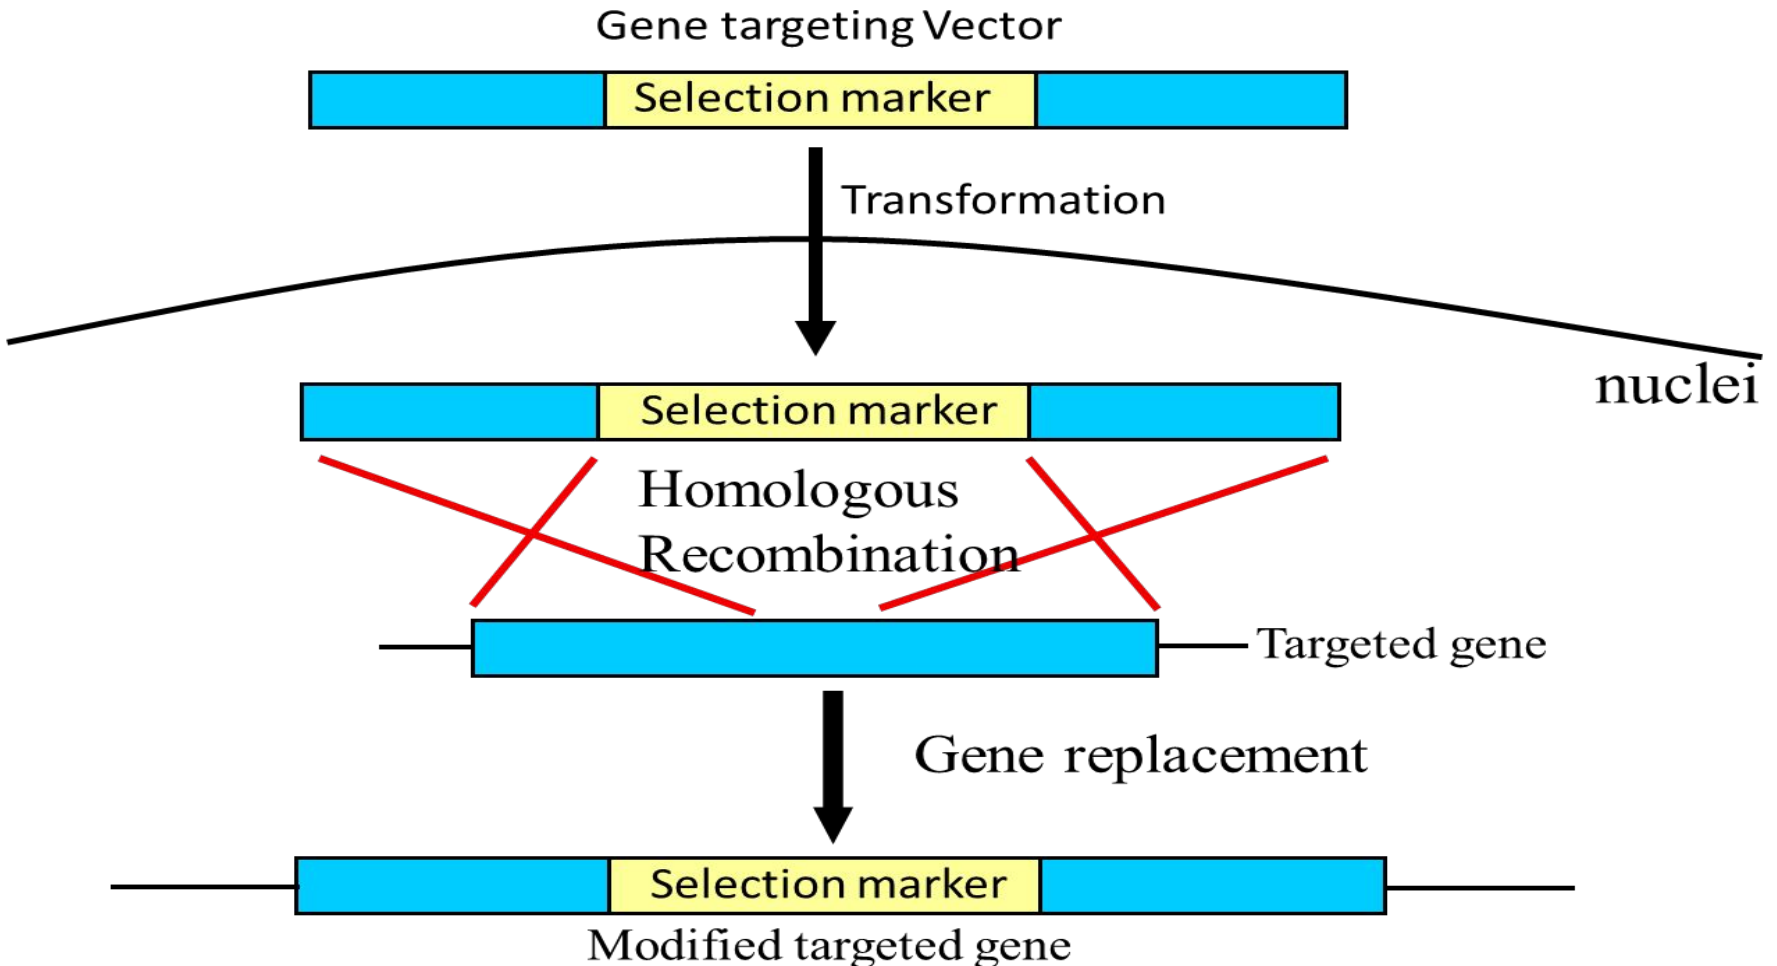 Gene targeting Vector
Selection marker
Transformation
nuclei
Selection marker
Homologous
Recombination
Targeted gene
Gene replacement
Selection marker
Modified targeted gene